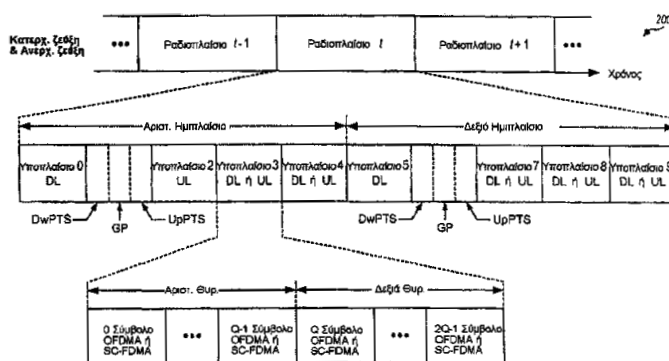 Κατερχ. ζεύξη
& Ανερχ. ζεύξη
••• Ραδιοπλαίσιο t-1 Ραδιοπλαίσιο t Ραδιοπλαίσιο t+1 •••
200
Χρόνος
Αριστ. Ημιπλαίσιο Δεξιό Ημιπλαίσιο
Υποπλαίσιο 0 Υποπλαίσιο 2 Υποπλαίσιο 3 Υποπλαίσιο 4 Υποπλαίσιο 5 Υποπλαίσιο 7 Υποπλαίσιο 8 Υποπλαίσιο 9
DL UL DL ή UL DL ή UL DL DL ή UL DL ή UL DL ή UL
DwPTS GP UpPTS DwPTS GP UpPTS
Αριστ. Θυρ. Δεξιά Θυρ.
0 Σύμβολο ••• Q-1 Σύμβολο Q Σύμβολο ••• 2Q-1 Σύμβολο
OFDMA ή OFDMA ή OFDMA ή OFDMA ή
SC-FDMA SC-FDMA SC-FDMA SC-FDMA